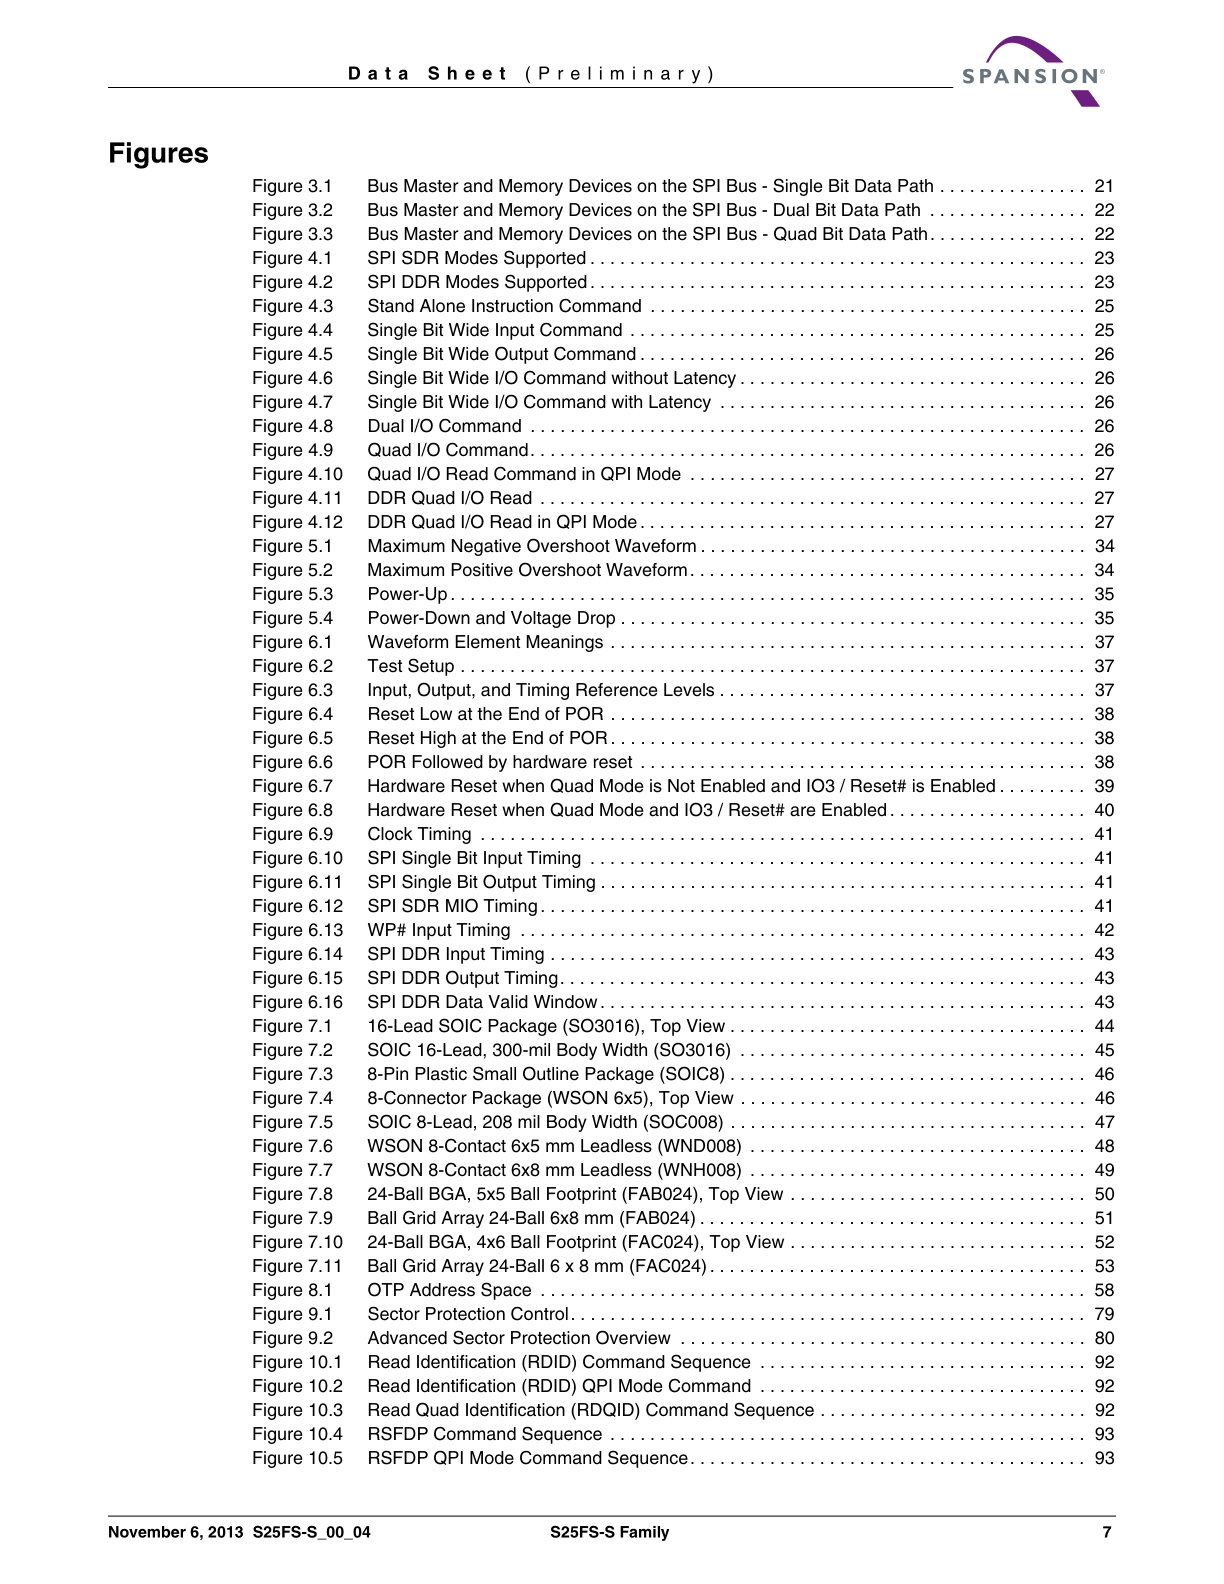 Data Sheet (Preliminary)
SPANSION®
Figures
Figure 3.1 Bus Master and Memory Devices on the SPI Bus - Single Bit Data Path . . . . . . . . . . . . . . . 21
Figure 3.2 Bus Master and Memory Devices on the SPI Bus - Dual Bit Data Path . . . . . . . . . . . . . . . . 22
Figure 3.3 Bus Master and Memory Devices on the SPI Bus - Quad Bit Data Path . . . . . . . . . . . . . . . . 22
Figure 4.1 SPI SDR Modes Supported . . . . . . . . . . . . . . . . 23
Figure 4.2 SPI DDR Modes Supported . . . . . . . . . . . . . . . . 23
Figure 4.3 Stand Alone Instruction Command . . . . . . . . . . . . . . . . 25
Figure 4.4 Single Bit Wide Input Command . . . . . . . . . . . . . . . . 25
Figure 4.5 Single Bit Wide Output Command . . . . . . . . . . . . . . . . 26
Figure 4.6 Single Bit Wide I/O Command without Latency . . . . . . . . . . . . . . . . 26
Figure 4.7 Single Bit Wide I/O Command with Latency . . . . . . . . . . . . . . . . 26
Figure 4.8 Dual I/O Command . . . . . . . . . . . . . . . . 26
Figure 4.9 Quad I/O Command . . . . . . . . . . . . . . . . 26
Figure 4.10 Quad I/O Read Command in QPI Mode . . . . . . . . . . . . . . . . 27
Figure 4.11 DDR Quad I/O Read . . . . . . . . . . . . . . . . 27
Figure 4.12 DDR Quad I/O Read in QPI Mode . . . . . . . . . . . . . . . . 27
Figure 5.1 Maximum Negative Overshoot Waveform . . . . . . . . . . . . . . . . 34
Figure 5.2 Maximum Positive Overshoot Waveform . . . . . . . . . . . . . . . . 34
Figure 5.3 Power-Up . . . . . . . . . . . . . . . . 35
Figure 5.4 Power-Down and Voltage Drop . . . . . . . . . . . . . . . . 35
Figure 6.1 Waveform Element Meanings . . . . . . . . . . . . . . . . 37
Figure 6.2 Test Setup . . . . . . . . . . . . . . . . 37
Figure 6.3 Input, Output, and Timing Reference Levels . . . . . . . . . . . . . . . . 37
Figure 6.4 Reset Low at the End of POR . . . . . . . . . . . . . . . . 38
Figure 6.5 Reset High at the End of POR . . . . . . . . . . . . . . . . 38
Figure 6.6 POR Followed by hardware reset . . . . . . . . . . . . . . . . 38
Figure 6.7 Hardware Reset when Quad Mode is Not Enabled and IO3 / Reset# is Enabled . . . . . . . . . 39
Figure 6.8 Hardware Reset when Quad Mode and IO3 / Reset# are Enabled . . . . . . . . . . . . . . . . 40
Figure 6.9 Clock Timing . . . . . . . . . . . . . . . . 41
Figure 6.10 SPI Single Bit Input Timing . . . . . . . . . . . . . . . . 41
Figure 6.11 SPI Single Bit Output Timing . . . . . . . . . . . . . . . . 41
Figure 6.12 SPI SDR MIO Timing . . . . . . . . . . . . . . . . 41
Figure 6.13 WP# Input Timing . . . . . . . . . . . . . . . . 42
Figure 6.14 SPI DDR Input Timing . . . . . . . . . . . . . . . . 43
Figure 6.15 SPI DDR Output Timing . . . . . . . . . . . . . . . . 43
Figure 6.16 SPI DDR Data Valid Window . . . . . . . . . . . . . . . . 43
Figure 7.1 16-Lead SOIC Package (SO3016), Top View . . . . . . . . . . . . . . . . 44
Figure 7.2 SOIC 16-Lead, 300-mil Body Width (SO3016) . . . . . . . . . . . . . . . . 45
Figure 7.3 8-Pin Plastic Small Outline Package (SOIC8) . . . . . . . . . . . . . . . . 46
Figure 7.4 8-Connector Package (WSON 6x5), Top View . . . . . . . . . . . . . . . . 46
Figure 7.5 SOIC 8-Lead, 208 mil Body Width (SOC008) . . . . . . . . . . . . . . . . 47
Figure 7.6 WSON 8-Contact 6x5 mm Leadless (WND008) . . . . . . . . . . . . . . . . 48
Figure 7.7 WSON 8-Contact 6x8 mm Leadless (WNH008) . . . . . . . . . . . . . . . . 49
Figure 7.8 24-Ball BGA, 5x5 Ball Footprint (FAB024), Top View . . . . . . . . . . . . . . . . 50
Figure 7.9 Ball Grid Array 24-Ball 6x8 mm (FAB024) . . . . . . . . . . . . . . . . 51
Figure 7.10 24-Ball BGA, 4x6 Ball Footprint (FAC024), Top View . . . . . . . . . . . . . . . . 52
Figure 7.11 Ball Grid Array 24-Ball 6 x 8 mm (FAC024) . . . . . . . . . . . . . . . . 53
Figure 8.1 OTP Address Space . . . . . . . . . . . . . . . . 58
Figure 9.1 Sector Protection Control . . . . . . . . . . . . . . . . 79
Figure 9.2 Advanced Sector Protection Overview . . . . . . . . . . . . . . . . 80
Figure 10.1 Read Identification (RDID) Command Sequence . . . . . . . . . . . . . . . . 92
Figure 10.2 Read Identification (RDID) QPI Mode Command . . . . . . . . . . . . . . . . 92
Figure 10.3 Read Quad Identification (RDQID) Command Sequence . . . . . . . . . . . . . . . . 92
Figure 10.4 RSFDP Command Sequence . . . . . . . . . . . . . . . . 93
Figure 10.5 RSFDP QPI Mode Command Sequence . . . . . . . . . . . . . . . . 93
November 6, 2013 S25FS-S_00_04 S25FS-S Family 7